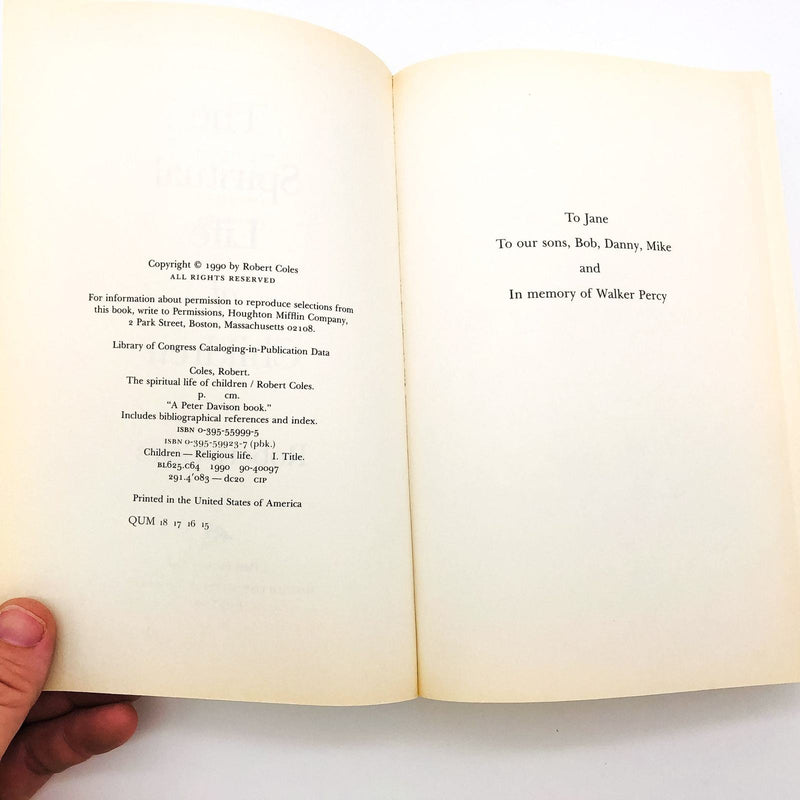 Copyright © 1990 by Robert Coles
ALL RIGHTS RESERVED
For information about permission to reproduce selections from
this book, write to Permissions, Houghton Mifflin Company,
2 Park Street, Boston, Massachusetts 02108.
Library of Congress Cataloging-in-Publication Data
Coles, Robert.
The spiritual life of children / Robert Coles.
p. cm.
"A Peter Davison book."
Includes bibliographical references and index.
ISBN 0-395-55999-5
ISBN 0-395-59923-7 (pbk.)
Children — Religious life. I. Title.
BL625.C64 1990 90-40097
291.4'083 — dc20 CIP
Printed in the United States of America
QUM 18 17 16 15
To Jane
To our sons, Bob, Danny, Mike
and
In memory of Walker Percy